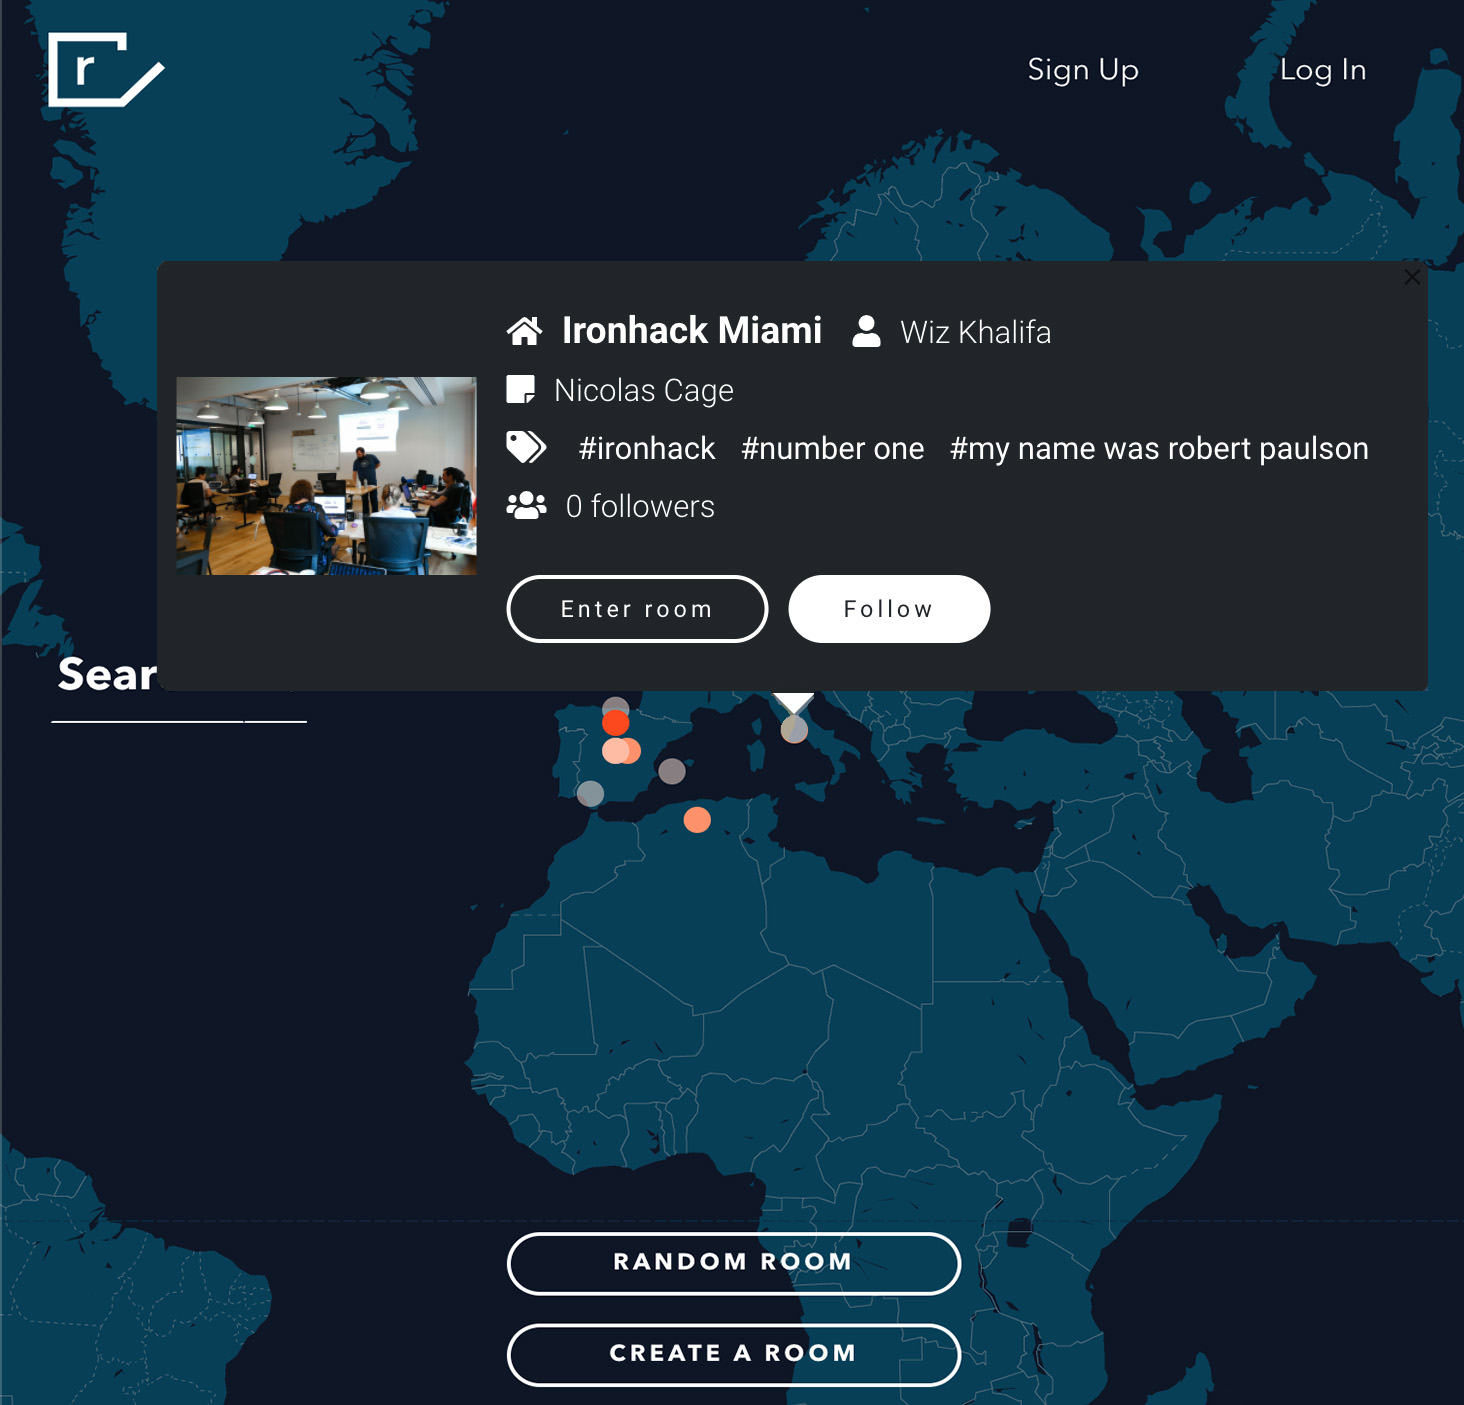 r
Sign Up
Log In
Ironhack Miami
Wiz Khalifa
Nicolas Cage
#ironhack #number one #my name was robert paulson
0 followers
Enter room
Follow
Sear
RANDOM ROOM
CREATE A ROOM